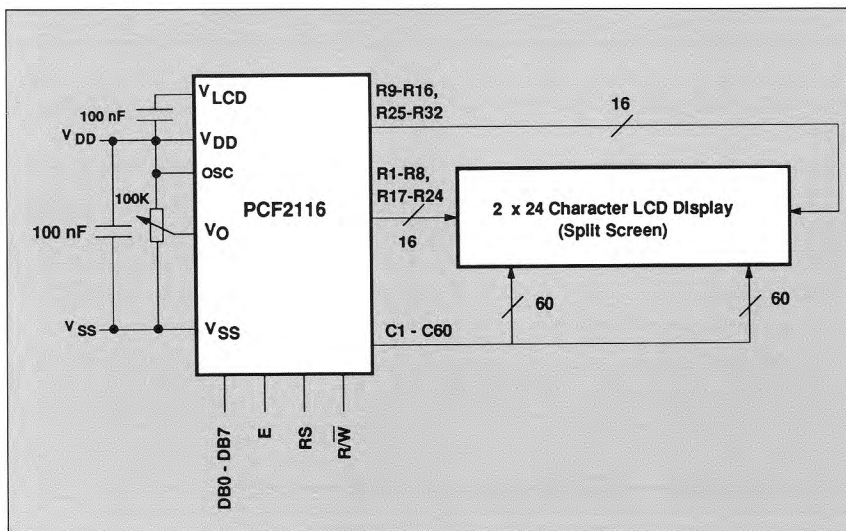 V LCD
100 nF
V DD
V DD
OSC
100K
100 nF
V O
V SS
V SS
PCF2116
R9-R16,
R25-R32
16
R1-R8,
R17-R24
16
2 x 24 Character LCD Display
(Split Screen)
60
60
C1 - C60
DB0 - DB7
E
RS
R/W̅